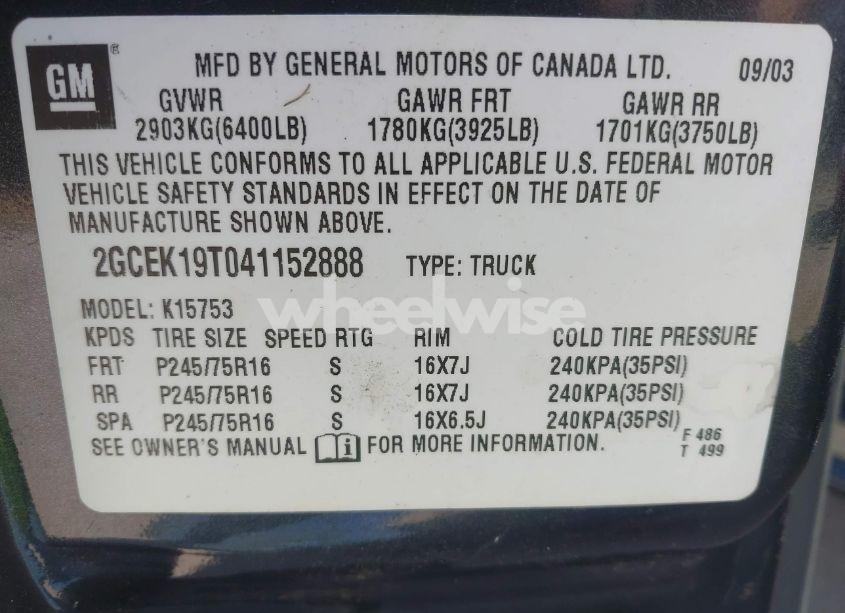 GM®
MFD BY GENERAL MOTORS OF CANADA LTD. 09/03
GVWR GAWR FRT GAWR RR
2903KG(6400LB) 1780KG(3925LB) 1701KG(3750LB)
THIS VEHICLE CONFORMS TO ALL APPLICABLE U.S. FEDERAL MOTOR
VEHICLE SAFETY STANDARDS IN EFFECT ON THE DATE OF
MANUFACTURE SHOWN ABOVE.
2GCEK19T041152888 TYPE: TRUCK
MODEL: K15753
wheelwise
KPDS TIRE SIZE SPEED RTG RIM COLD TIRE PRESSURE
FRT P245/75R16 S 16X7J 240KPA(35PSI)
RR P245/75R16 S 16X7J 240KPA(35PSI)
SPA P245/75R16 S 16X6.5J 240KPA(35PSI)
SEE OWNER'S MANUAL i FOR MORE INFORMATION. F 486
T 499